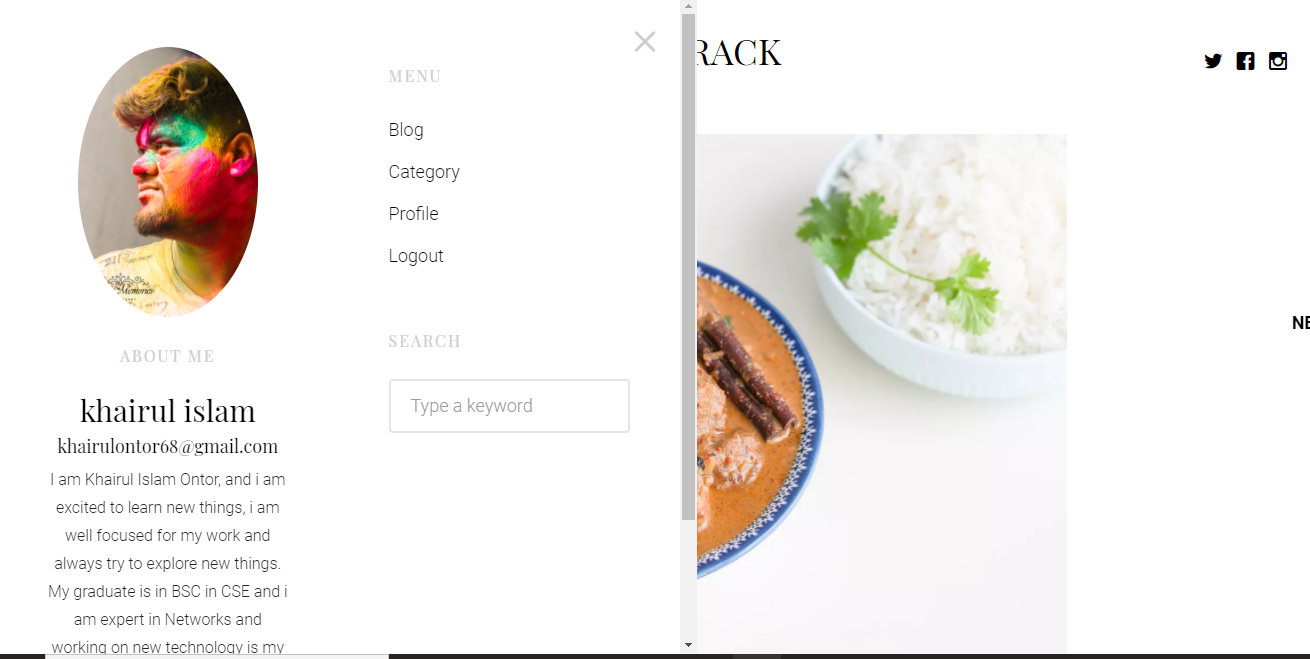 MENU
Blog
Category
Profile
Logout
SEARCH
Type a keyword
Memories
ABOUT ME
khairul islam
khairulontor68@gmail.com
I am Khairul Islam Ontor, and i am
excited to learn new things, i am
well focused for my work and
always try to explore new things.
My graduate is in BSC in CSE and i
am expert in Networks and
working on new technology is my
RACK
NE